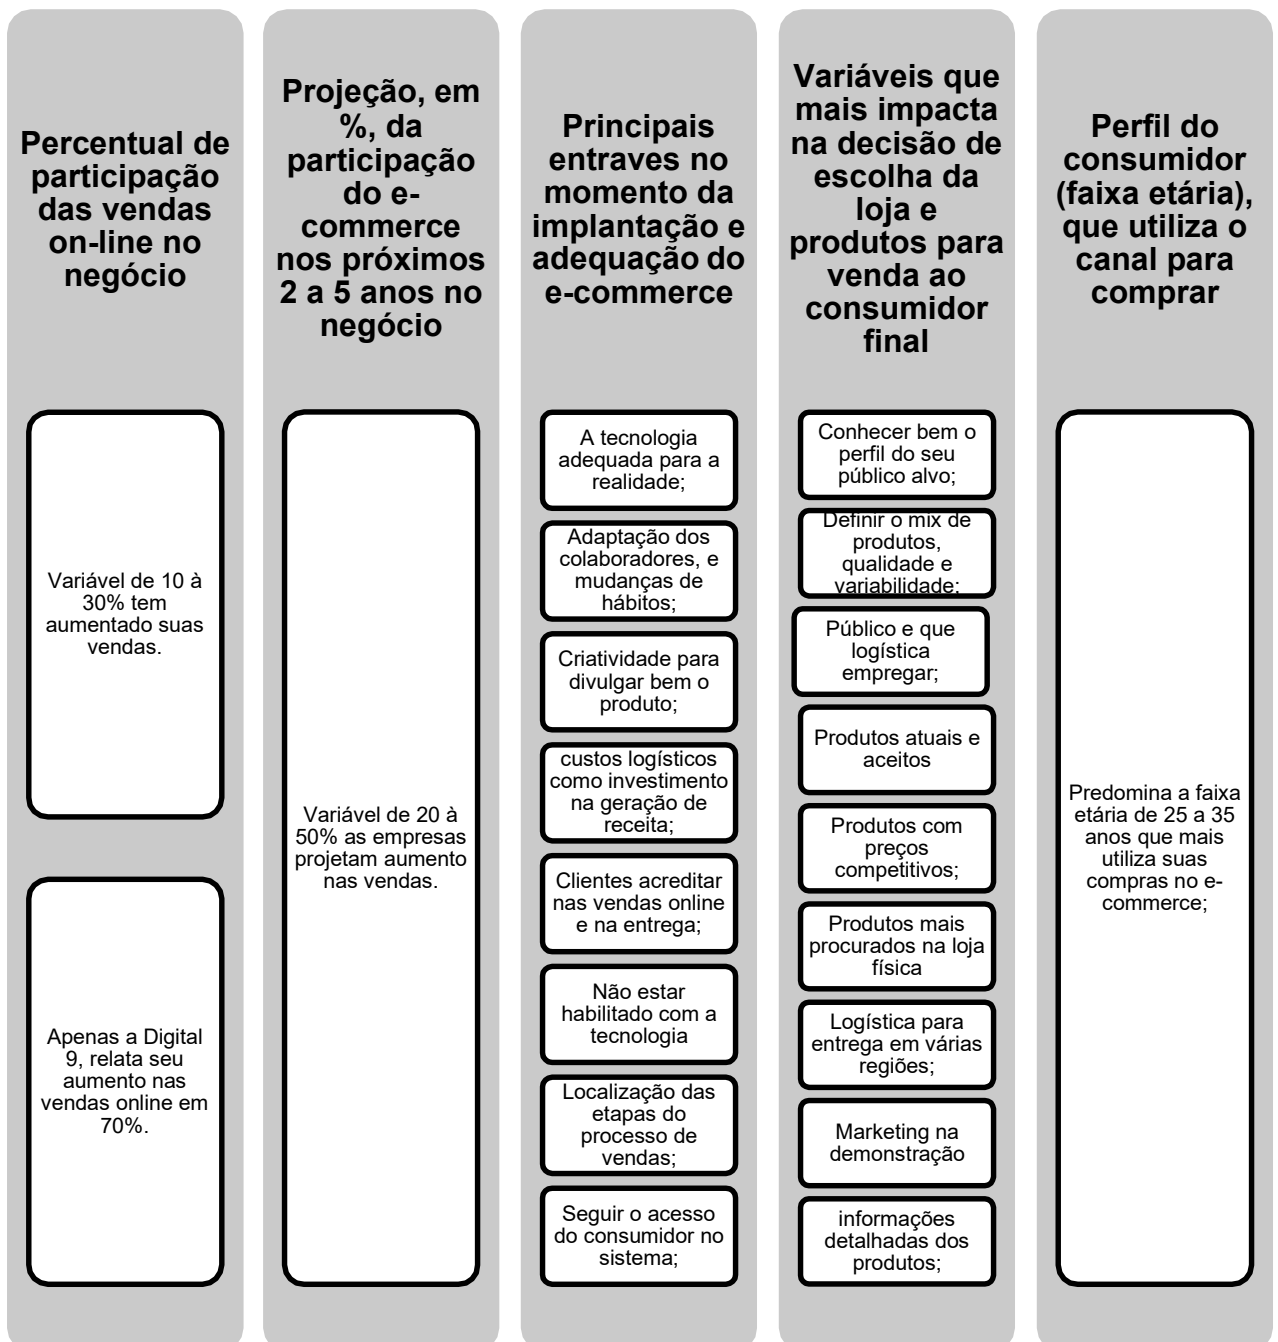 Percentual de
participação
das vendas
on-line no
negócio
Variável de 10 à
30% tem
aumentado suas
vendas.
Apenas a Digital
9, relata seu
aumento nas
vendas online em
70%.
Projeção, em
%, da
participação
do e-
commerce
nos próximos
2 a 5 anos no
negócio
Variável de 20 à
50% as empresas
projetam aumento
nas vendas.
Principais
entraves no
momento da
implantação e
adequação do
e-commerce
A tecnologia
adequada para a
realidade;
Adaptação dos
colaboradores, e
mudanças de
hábitos;
Criatividade para
divulgar bem o
produto;
custos logísticos
como investimento
na geração de
receita;
Clientes acreditar
nas vendas online
e na entrega;
Não estar
habilitado com a
tecnologia
Localização das
etapas do
processo de
vendas;
Seguir o acesso
do consumidor no
sistema;
Variáveis que
mais impacta
na decisão de
escolha da
loja e
produtos para
venda ao
consumidor
final
Conhecer bem o
perfil do seu
público alvo;
Definir o mix de
produtos,
qualidade e
variabilidade;
Público e que
logística
empregar;
Produtos atuais e
aceitos
Produtos com
preços
competitivos;
Produtos mais
procurados na loja
física
Logística para
entrega em várias
regiões;
Marketing na
demonstração
informações
detalhadas dos
produtos;
Perfil do
consumidor
(faixa etária),
que utiliza o
canal para
comprar
Predomina a faixa
etária de 25 a 35
anos que mais
utiliza suas
compras no e-
commerce;